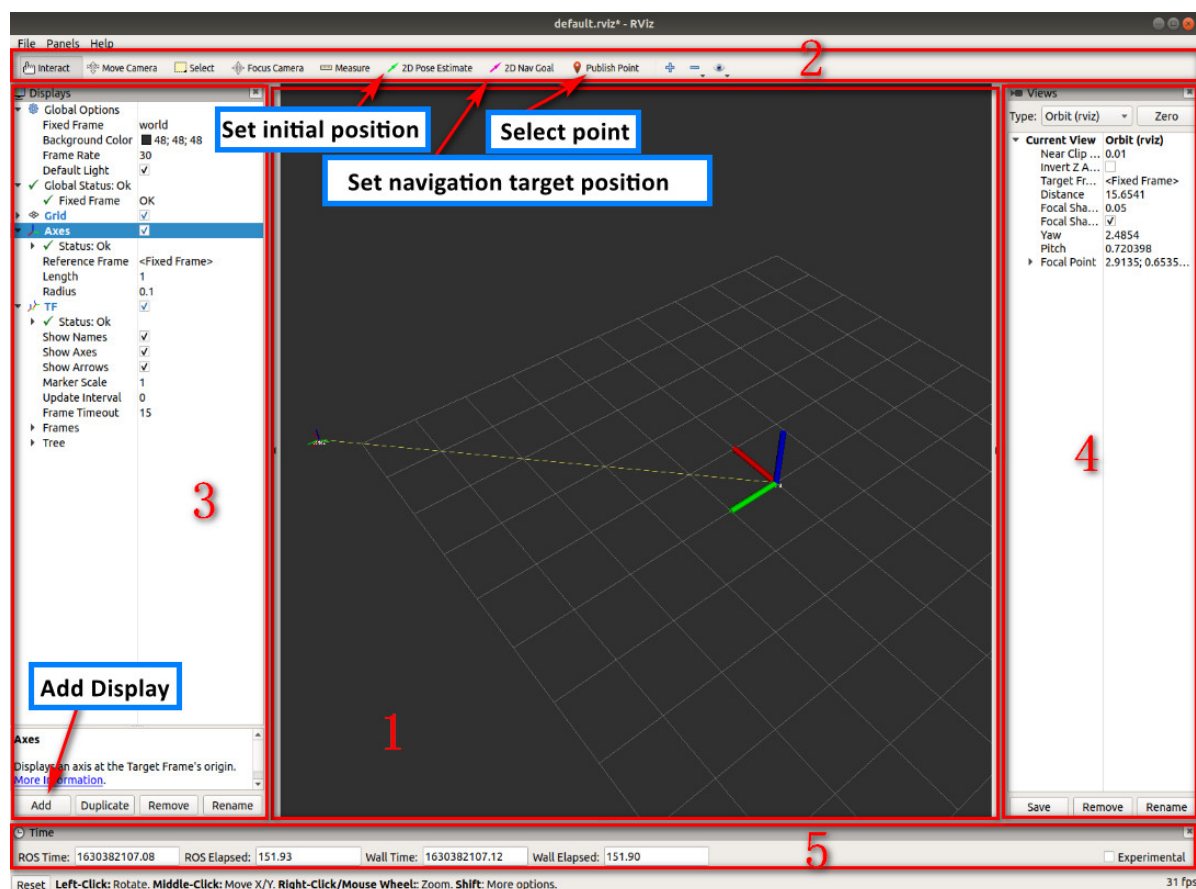 default.rviz* - RViz
File Panels Help
Interact Move Camera Select Focus Camera Measure 2D Pose Estimate 2D Nav Goal Publish Point
2
Displays
Global Options
Fixed Frame world
Background Color 48; 48; 48
Frame Rate 30
Default Light
Global Status: Ok
Fixed Frame OK
Grid
Axes
Status: Ok
Reference Frame <Fixed Frame>
Length 1
Radius 0.1
TF
Status: Ok
Show Names
Show Axes
Show Arrows
Marker Scale 1
Update Interval 0
Frame Timeout 15
Frames
Tree
3
Add Display
Axes
Displays an axis at the Target Frame's origin.
More Information.
Add Duplicate Remove Rename
Set initial position
Select point
Set navigation target position
1
Views
Type: Orbit (rviz) Zero
Current View Orbit (rviz)
Near Clip ... 0.01
Invert Z A...
Target Fr... <Fixed Frame>
Distance 15.6541
Focal Sha... 0.05
Focal Sha...
Yaw 2.4854
Pitch 0.720398
Focal Point 2.9135; 0.6535...
4
Save Remove Rename
Time
5
ROS Time: 1630382107.08 ROS Elapsed: 151.93 Wall Time: 1630382107.12 Wall Elapsed: 151.90 Experimental
Reset Left-Click: Rotate. Middle-Click: Move X/Y. Right-Click/Mouse Wheel:: Zoom. Shift: More options. 31 fps